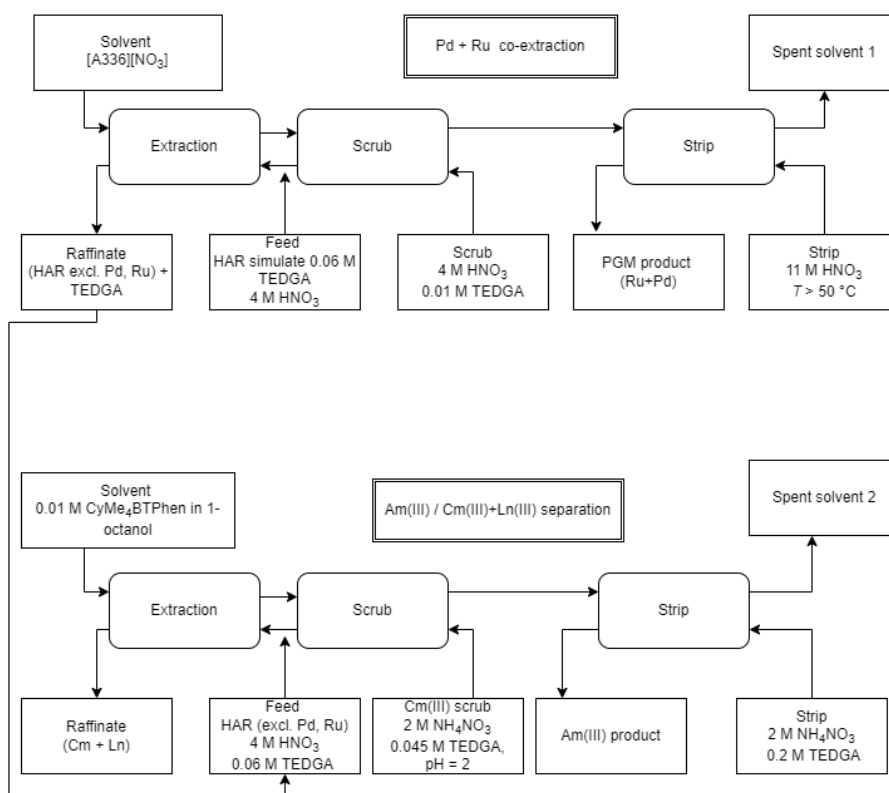 Solvent
[A336][NO₃]
Pd + Ru co-extraction
Spent solvent 1
Extraction
Scrub
Strip
Raffinate
(HAR excl. Pd, Ru) +
TEDGA
Feed
HAR simulate 0.06 M
TEDGA
4 M HNO₃
Scrub
4 M HNO₃
0.01 M TEDGA
PGM product
(Ru+Pd)
Strip
11 M HNO₃
T > 50 °C
Solvent
0.01 M CyMe₄BTPhen in 1-
octanol
Am(III) / Cm(III)+Ln(III) separation
Spent solvent 2
Extraction
Scrub
Strip
Raffinate
(Cm + Ln)
Feed
HAR (excl. Pd, Ru)
4 M HNO₃
0.06 M TEDGA
Cm(III) scrub
2 M NH₄NO₃
0.045 M TEDGA,
pH = 2
Am(III) product
Strip
2 M NH₄NO₃
0.2 M TEDGA